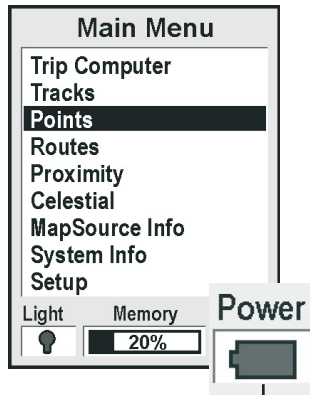 Main Menu
Trip Computer
Tracks
Points
Routes
Proximity
Celestial
MapSource Info
System Info
Setup
Light Memory Power
20%